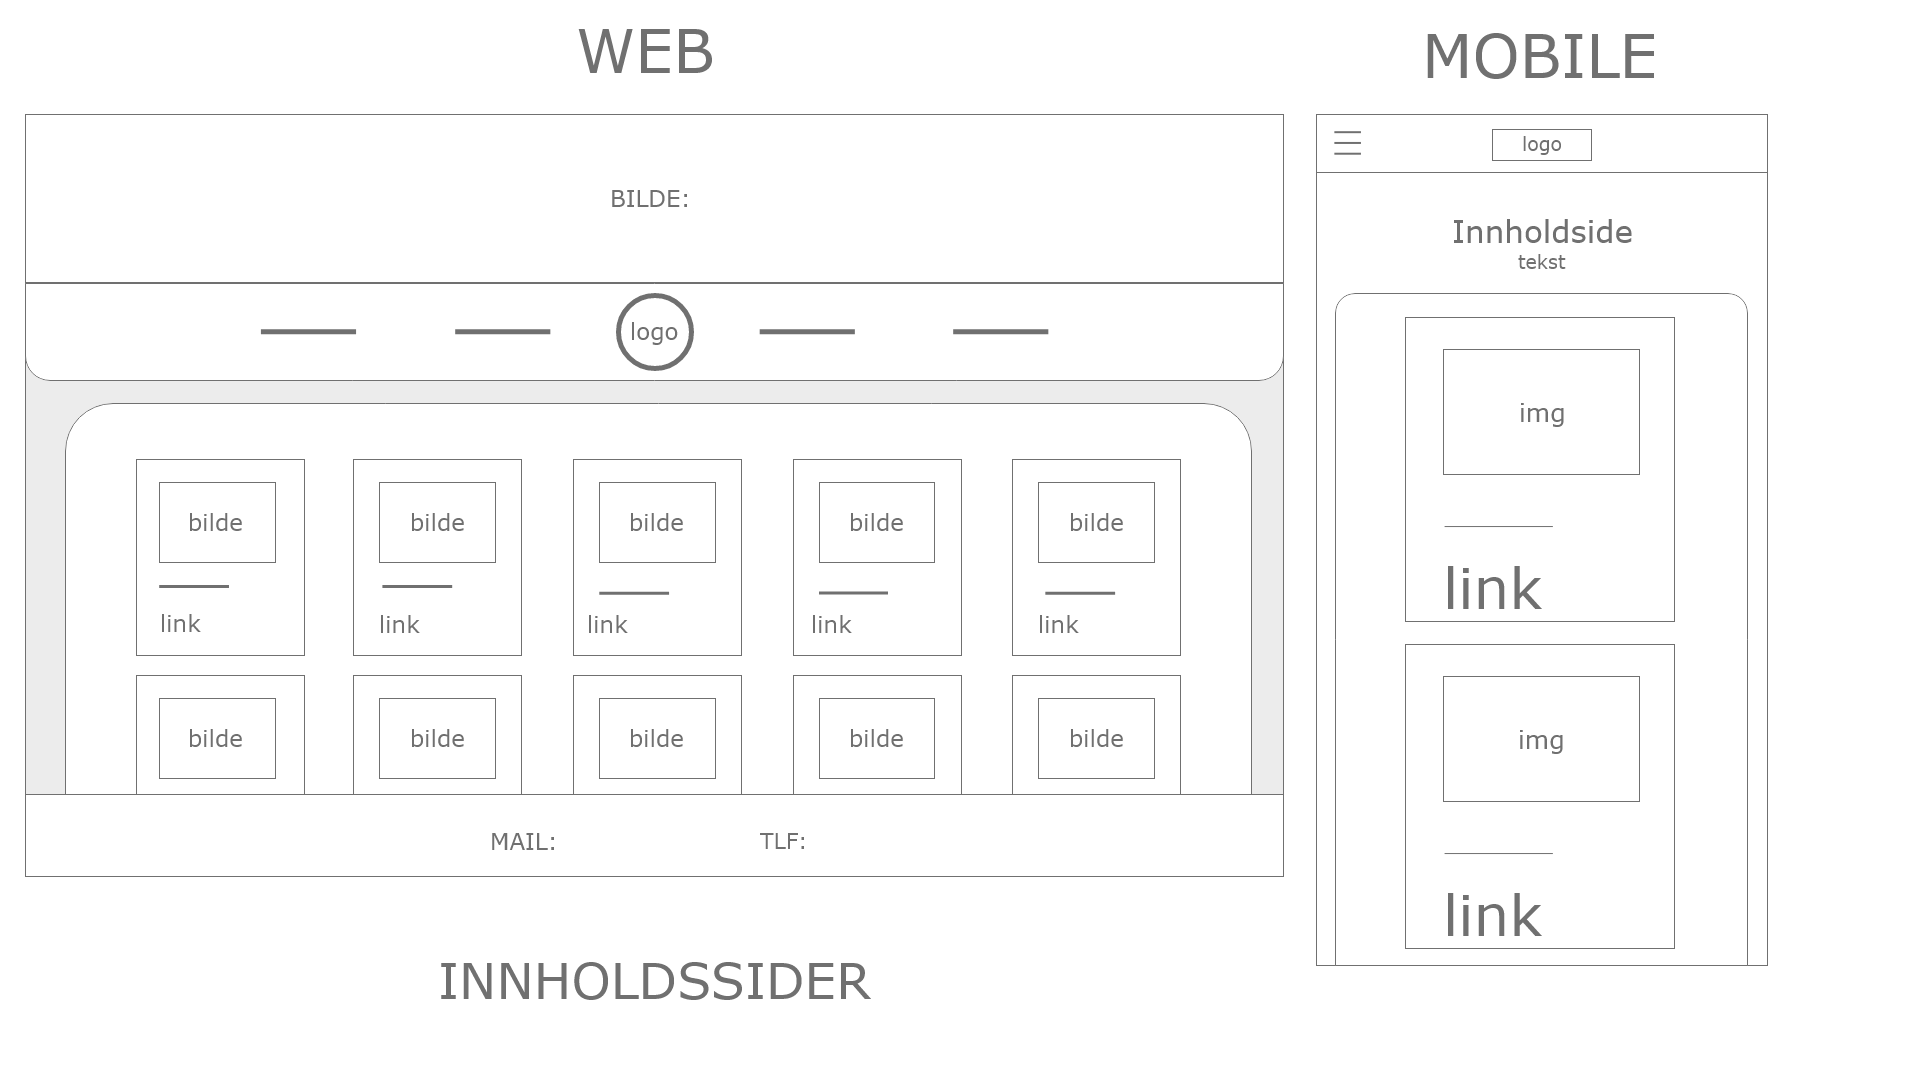 WEB
BILDE:
logo
bilde bilde bilde bilde bilde
link link link link link
bilde bilde bilde bilde bilde
MAIL: TLF:
INNHOLDSSIDER
MOBILE
logo
Innholdside
tekst
img
link
img
link